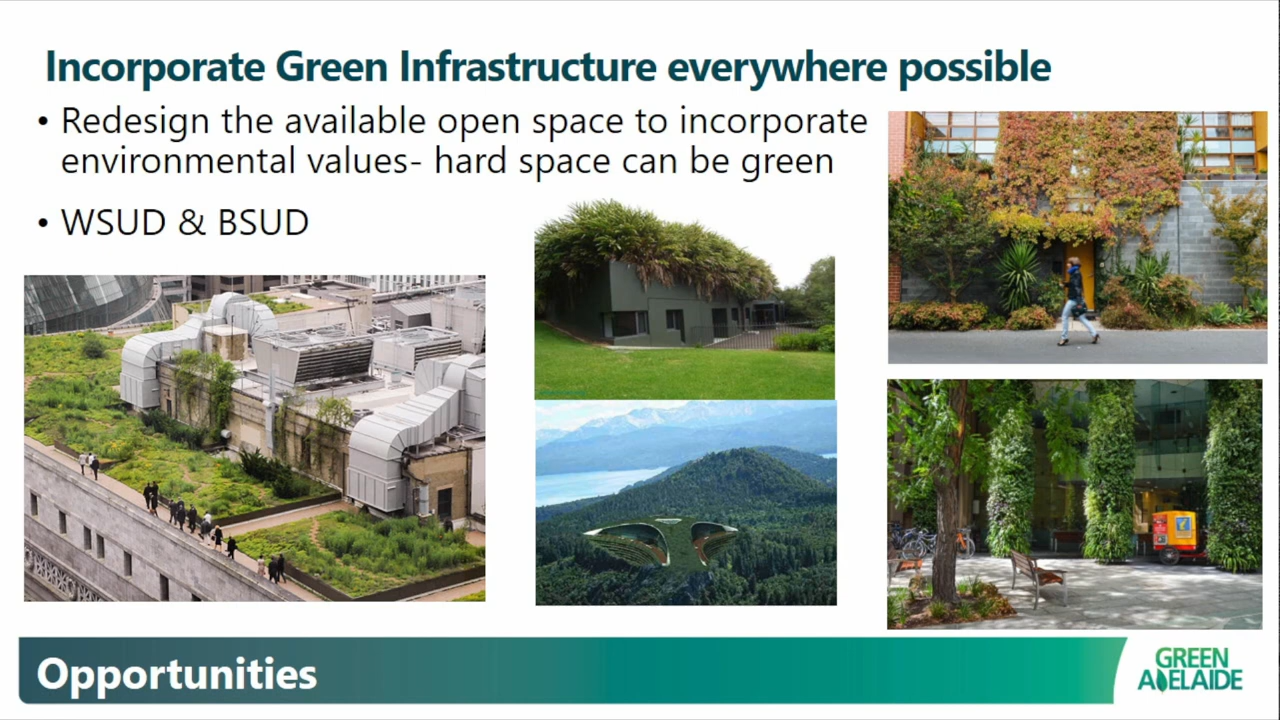 Incorporate Green Infrastructure everywhere possible
• Redesign the available open space to incorporate
environmental values- hard space can be green
• WSUD & BSUD
Opportunities
GREEN
ADELAIDE